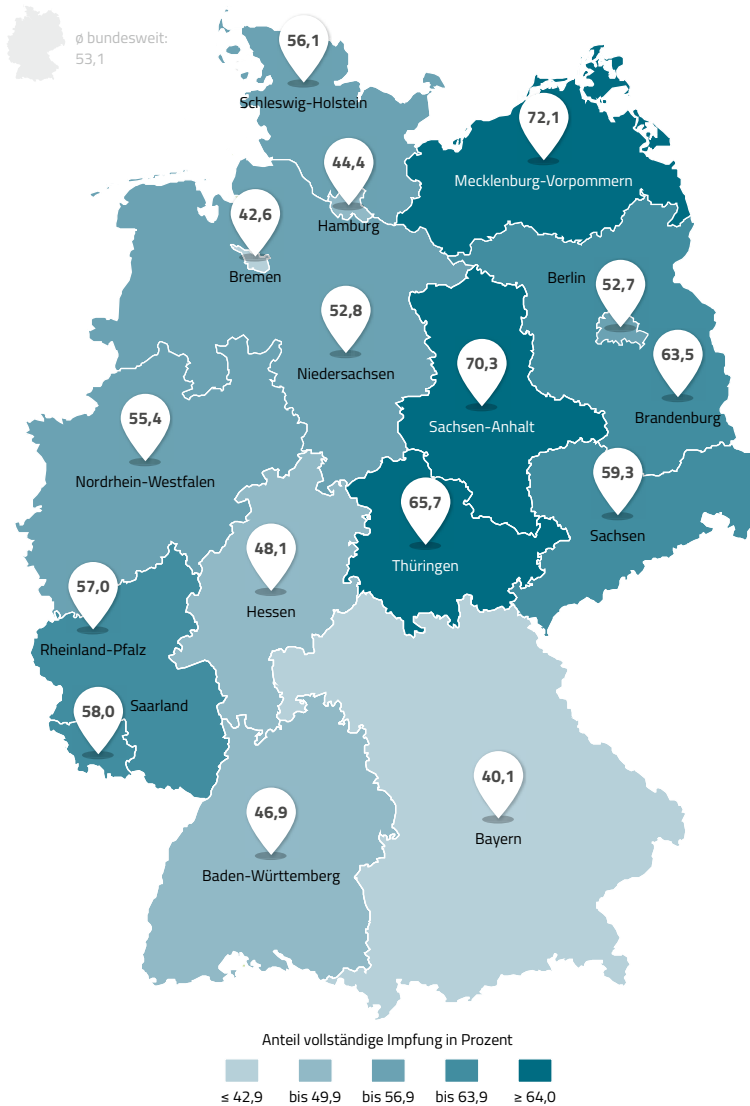 ø bundesweit:
53,1
56,1
Schleswig-Holstein
72,1
Mecklenburg-Vorpommern
44,4
Hamburg
42,6
Bremen
Berlin
52,7
52,8
Niedersachsen
63,5
Brandenburg
70,3
Sachsen-Anhalt
55,4
Nordrhein-Westfalen
59,3
Sachsen
65,7
Thüringen
48,1
Hessen
57,0
Rheinland-Pfalz
Saarland
58,0
40,1
Bayern
46,9
Baden-Württemberg
Anteil vollständige Impfung in Prozent
≤ 42,9 bis 49,9 bis 56,9 bis 63,9 ≥ 64,0